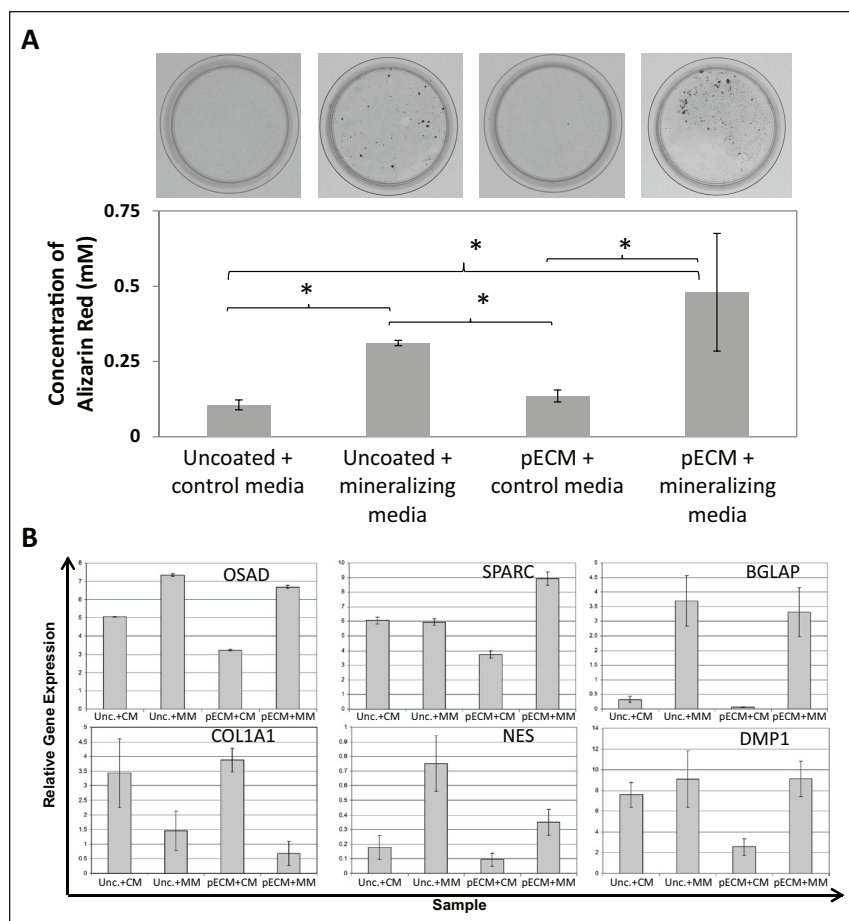 A
0.75
0.5
0.25
0
Concentration of
Alizarin Red (mM)
*
*
*
*
Uncoated +
control media
Uncoated +
mineralizing
media
pECM +
control media
pECM +
mineralizing
media
B
Relative Gene Expression
OSAD
8
7
6
5
4
3
2
1
0
Unc.+CM Unc.+MM pECM+CM pECM+MM
SPARC
10
9
8
7
6
5
4
3
2
1
0
Unc.+CM Unc.+MM pECM+CM pECM+MM
BGLAP
5
4.5
4
3.5
3
2.5
2
1.5
1
0.5
0
Unc.+CM Unc.+MM pECM+CM pECM+MM
COL1A1
5
4.5
4
3.5
3
2.5
2
1.5
1
0.5
0
Unc.+CM Unc.+MM pECM+CM pECM+MM
NES
1
0.9
0.8
0.7
0.6
0.5
0.4
0.3
0.2
0.1
0
Unc.+CM Unc.+MM pECM+CM pECM+MM
DMP1
14
12
10
8
6
4
2
0
Unc.+CM Unc.+MM pECM+CM pECM+MM
Sample